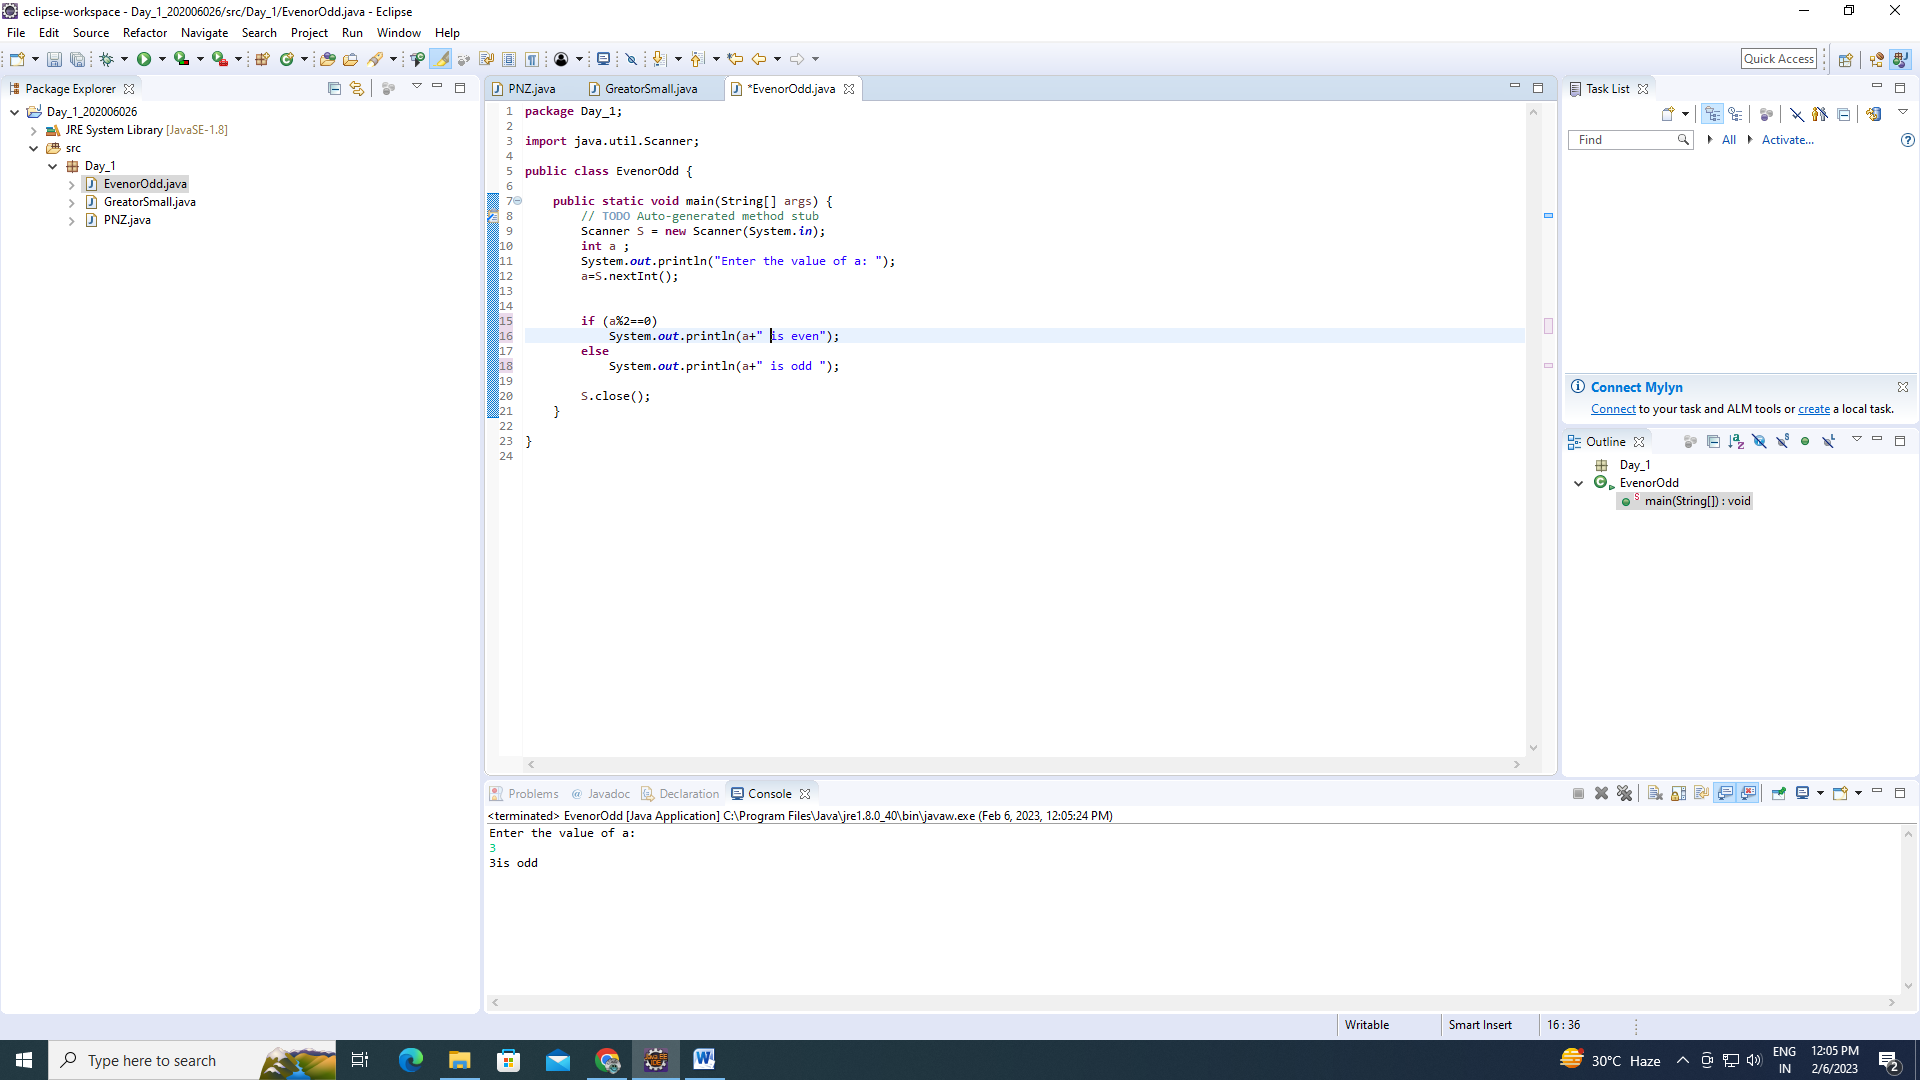 eclipse-workspace - Day_1_202006026/src/Day_1/EvenorOdd.java - Eclipse
File Edit Source Refactor Navigate Search Project Run Window Help
Quick Access
Package Explorer
Day_1_202006026
JRE System Library [JavaSE-1.8]
src
Day_1
EvenorOdd.java
GreatorSmall.java
PNZ.java
PNZ.java GreatorSmall.java *EvenorOdd.java
1 package Day_1;
2
3 import java.util.Scanner;
4
5 public class EvenorOdd {
6
7 public static void main(String[] args) {
8 // TODO Auto-generated method stub
9 Scanner S = new Scanner(System.in);
10 int a ;
11 System.out.println("Enter the value of a: ");
12 a=S.nextInt();
13
14
15 if (a%2==0)
16 System.out.println(a+" is even");
17 else
18 System.out.println(a+" is odd ");
19
20 S.close();
21 }
22
23 }
24
Task List
Find All Activate...
Connect Mylyn
Connect to your task and ALM tools or create a local task.
Outline
Day_1
EvenorOdd
main(String[]) : void
Problems Javadoc Declaration Console
<terminated> EvenorOdd [Java Application] C:\Program Files\Java\jre1.8.0_40\bin\javaw.exe (Feb 6, 2023, 12:05:24 PM)
Enter the value of a:
3
3is odd
Writable Smart Insert 16 : 36
Type here to search
30°C Haze
ENG
IN
12:05 PM
2/6/2023
2